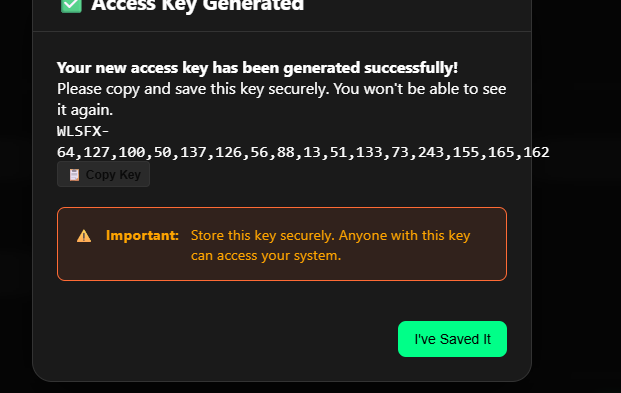 Access Key Generated
Your new access key has been generated successfully!
Please copy and save this key securely. You won't be able to see
it again.
WLSFX-
64,127,100,50,137,126,56,88,13,51,133,73,243,155,165,162
Copy Key
Important: Store this key securely. Anyone with this key
can access your system.
I've Saved It